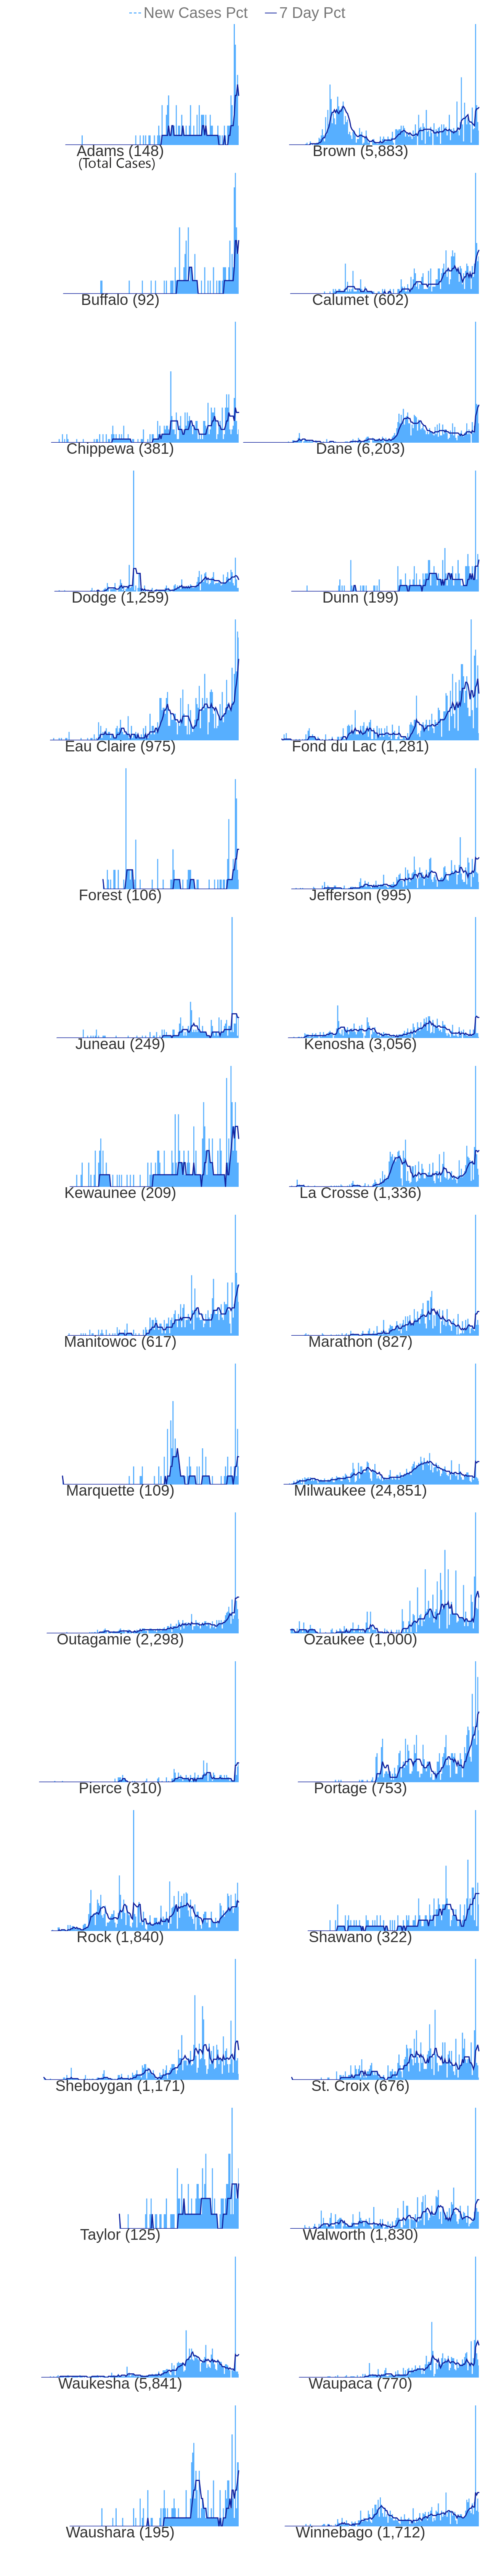 New Cases Pct 7 Day Pct
Adams (148) Brown (5,883)
(Total Cases)
Buffalo (92) Calumet (602)
Chippewa (381) Dane (6,203)
Dodge (1,259) Dunn (199)
Eau Claire (975) Fond du Lac (1,281)
Forest (106) Jefferson (995)
Juneau (249) Kenosha (3,056)
Kewaunee (209) La Crosse (1,336)
Manitowoc (617) Marathon (827)
Marquette (109) Milwaukee (24,851)
Outagamie (2,298) Ozaukee (1,000)
Pierce (310) Portage (753)
Rock (1,840) Shawano (322)
Sheboygan (1,171) St. Croix (676)
Taylor (125) Walworth (1,830)
Waukesha (5,841) Waupaca (770)
Waushara (195) Winnebago (1,712)